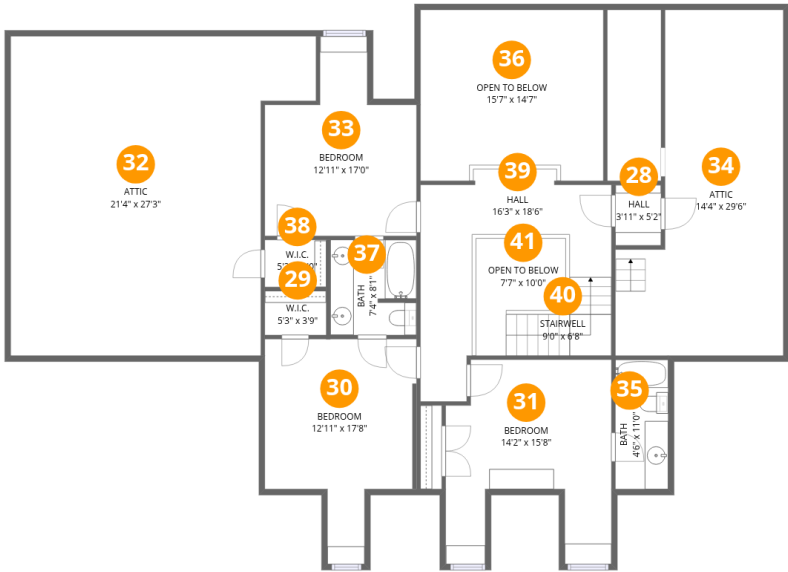 36
OPEN TO BELOW
15'7" x 14'7"
33
BEDROOM
12'11" x 17'0"
32
ATTIC
21'4" x 27'3"
34
ATTIC
14'4" x 29'6"
39
HALL
16'3" x 18'6"
28
HALL
3'11" x 5'2"
38
W.I.C.
37
BATH
7'4" x 8'1"
41
OPEN TO BELOW
7'7" x 10'0"
29
W.I.C.
5'3" x 3'9"
40
STAIRWELL
9'0" x 6'8"
30
BEDROOM
12'11" x 17'8"
31
BEDROOM
14'2" x 15'8"
35
BATH
4'6" x 11'0"